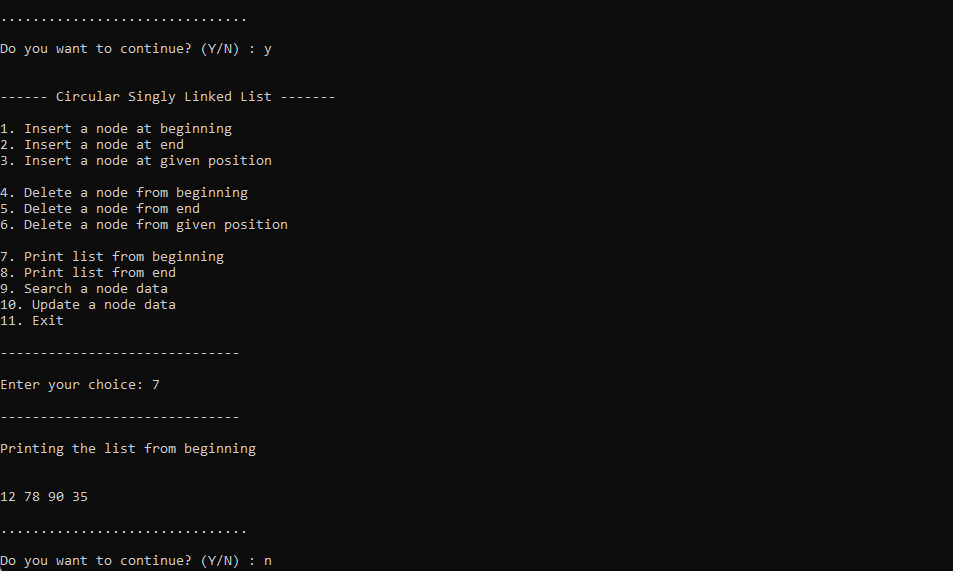 ...............................
Do you want to continue? (Y/N) : y
------ Circular Singly Linked List -------
1. Insert a node at beginning
2. Insert a node at end
3. Insert a node at given position
4. Delete a node from beginning
5. Delete a node from end
6. Delete a node from given position
7. Print list from beginning
8. Print list from end
9. Search a node data
10. Update a node data
11. Exit
------------------------------
Enter your choice: 7
------------------------------
Printing the list from beginning
12 78 90 35
...............................
Do you want to continue? (Y/N) : n